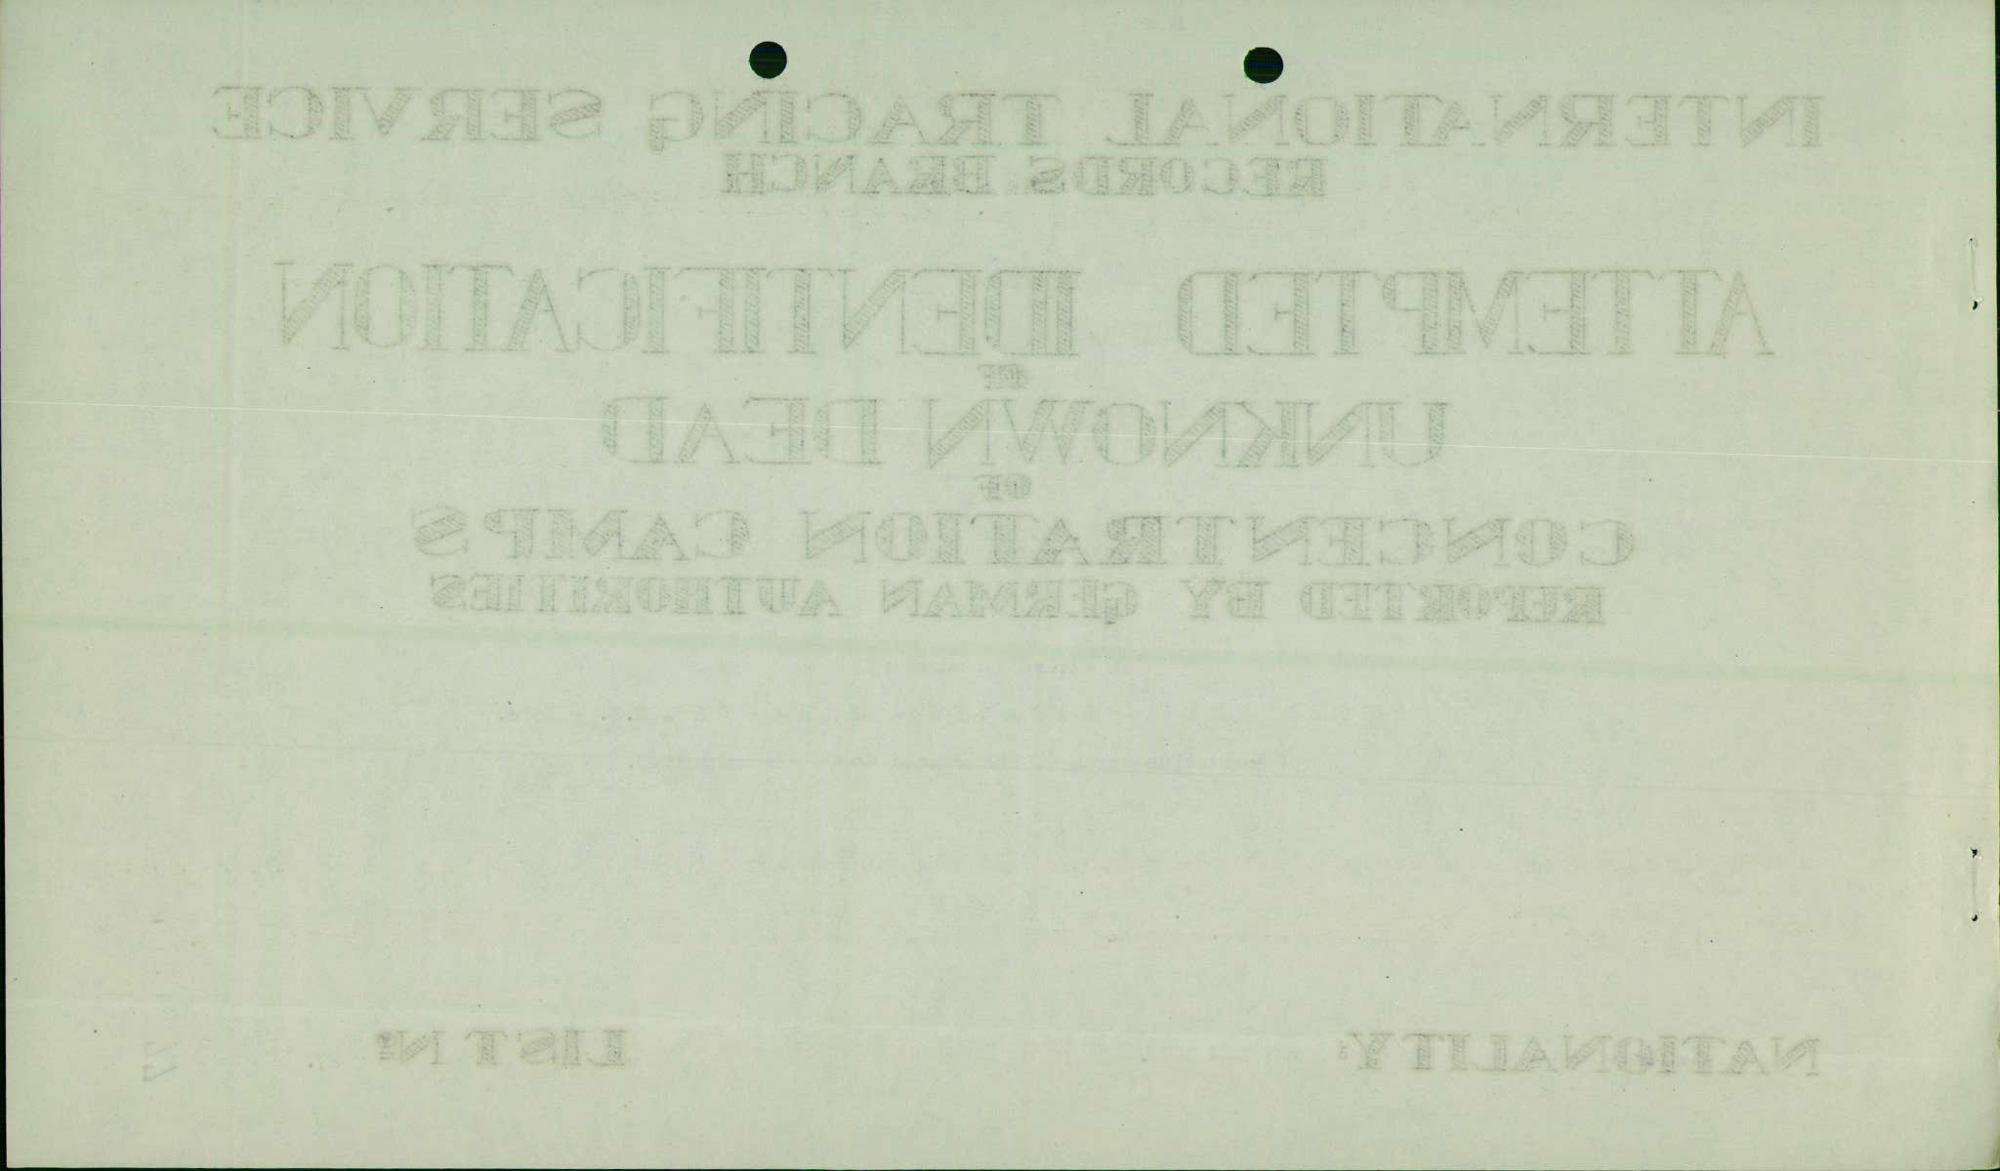 INTERNATIONAL TRACING SERVICE
RECORDS BRANCH
ATTEMPTED IDENTIFICATION
OF
UNKNOWN DEAD
OF
CONCENTRATION CAMPS
REPORTED BY GERMAN AUTHORITIES
NATIONALITY: LIST Nº